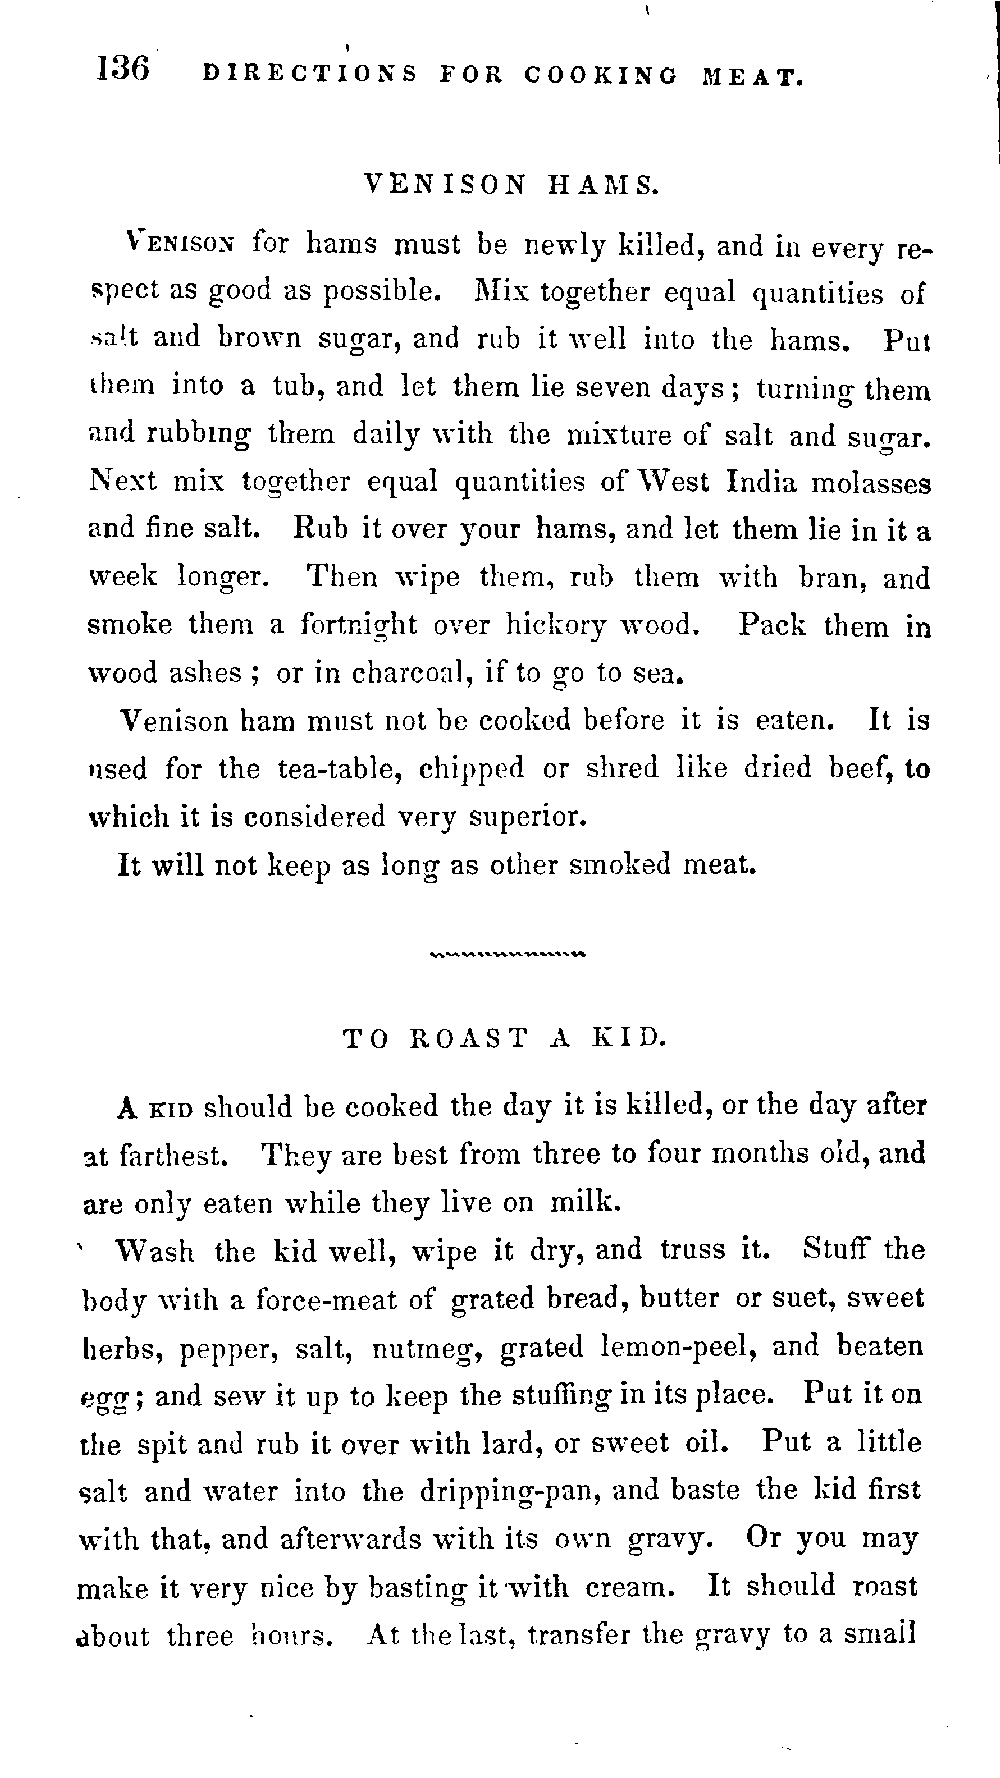 136 DIRECTIONS FOR COOKING MEAT.
VENISON HAMS.
VENISON for hams must be newly killed, and in every re-
spect as good as possible. Mix together equal quantities of
salt and brown sugar, and rub it well into the hams. Put
them into a tub, and let them lie seven days; turning them
and rubbing them daily with the mixture of salt and sugar.
Next mix together equal quantities of West India molasses
and fine salt. Rub it over your hams, and let them lie in it a
week longer. Then wipe them, rub them with bran, and
smoke them a fortnight over hickory wood. Pack them in
wood ashes; or in charcoal, if to go to sea.
Venison ham must not be cooked before it is eaten. It is
used for the tea-table, chipped or shred like dried beef, to
which it is considered very superior.
It will not keep as long as other smoked meat.
TO ROAST A KID.
A KID should be cooked the day it is killed, or the day after
at farthest. They are best from three to four months old, and
are only eaten while they live on milk.
Wash the kid well, wipe it dry, and truss it. Stuff the
body with a force-meat of grated bread, butter or suet, sweet
herbs, pepper, salt, nutmeg, grated lemon-peel, and beaten
egg; and sew it up to keep the stuffing in its place. Put it on
the spit and rub it over with lard, or sweet oil. Put a little
salt and water into the dripping-pan, and baste the kid first
with that, and afterwards with its own gravy. Or you may
make it very nice by basting it with cream. It should roast
about three hours. At the last, transfer the gravy to a small